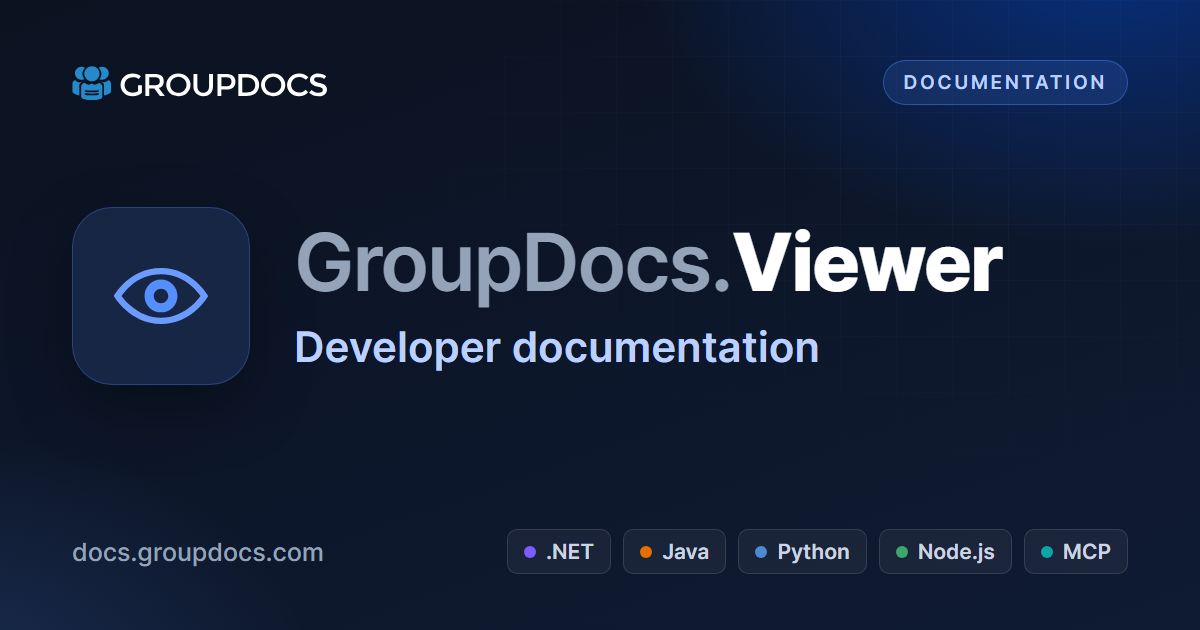 GROUPDOCS
DOCUMENTATION
GroupDocs.Viewer
Developer documentation
docs.groupdocs.com
.NET
Java
Python
Node.js
MCP